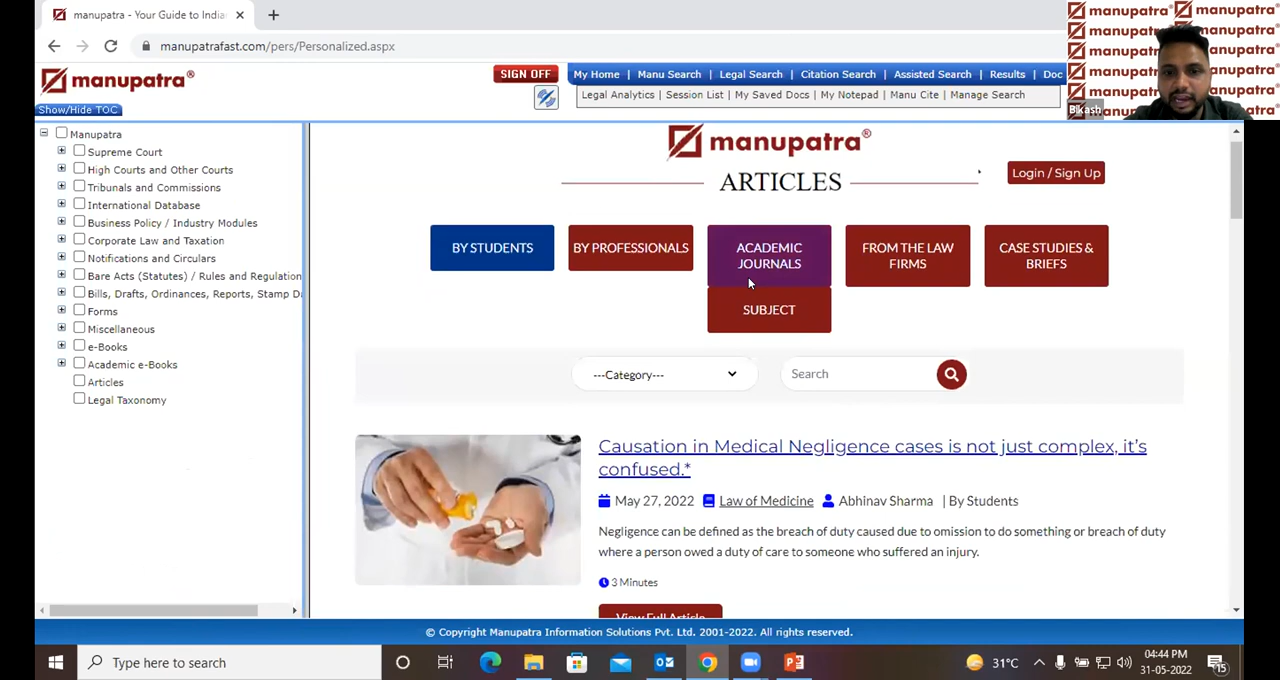 manupatra - Your Guide to India
manupatrafast.com/pers/Personalized.aspx
manupatra®
SIGN OFF
My Home | Manu Search | Legal Search | Citation Search | Assisted Search | Results | Doc
Legal Analytics | Session List | My Saved Docs | My Notepad | Manu Cite | Manage Search
Bikash
Show/Hide TOC
Manupatra
Supreme Court
High Courts and Other Courts
Tribunals and Commissions
International Database
Business Policy / Industry Modules
Corporate Law and Taxation
Notifications and Circulars
Bare Acts (Statutes) / Rules and Regulation
Bills, Drafts, Ordinances, Reports, Stamp D
Forms
Miscellaneous
e-Books
Academic e-Books
Articles
Legal Taxonomy
manupatra®
ARTICLES
Login / Sign Up
BY STUDENTS
BY PROFESSIONALS
ACADEMIC
JOURNALS
FROM THE LAW
FIRMS
CASE STUDIES &
BRIEFS
SUBJECT
---Category---
Search
Causation in Medical Negligence cases is not just complex, it’s
confused.*
May 27, 2022 Law of Medicine Abhinav Sharma | By Students
Negligence can be defined as the breach of duty caused due to omission to do something or breach of duty
where a person owed a duty of care to someone who suffered an injury.
3 Minutes
View Full Article
© Copyright Manupatra Information Solutions Pvt. Ltd. 2001-2022. All rights reserved.
Type here to search
31°C
04:44 PM
31-05-2022
15